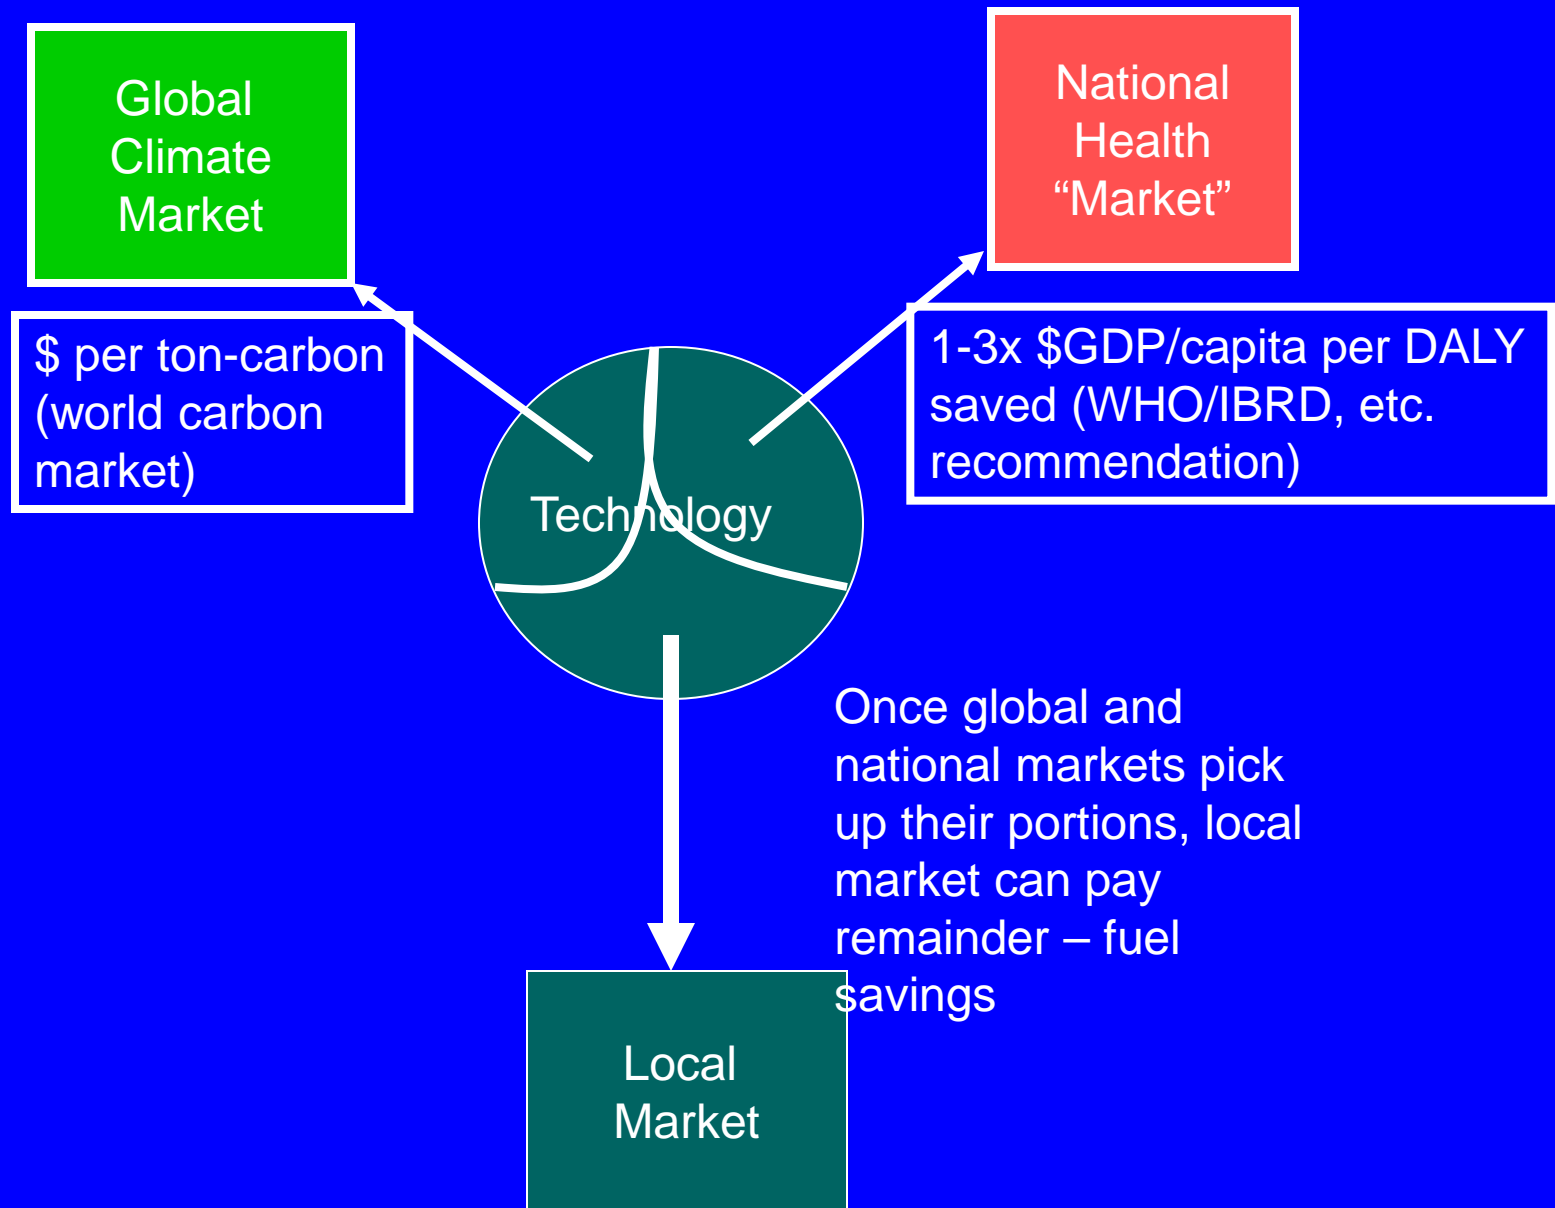 Global
Climate
Market
National
Health
“Market”
$ per ton-carbon
(world carbon
market)
1-3x $GDP/capita per DALY
saved (WHO/IBRD, etc.
recommendation)
Technology
Once global and
national markets pick
up their portions, local
market can pay
remainder – fuel
savings
Local
Market